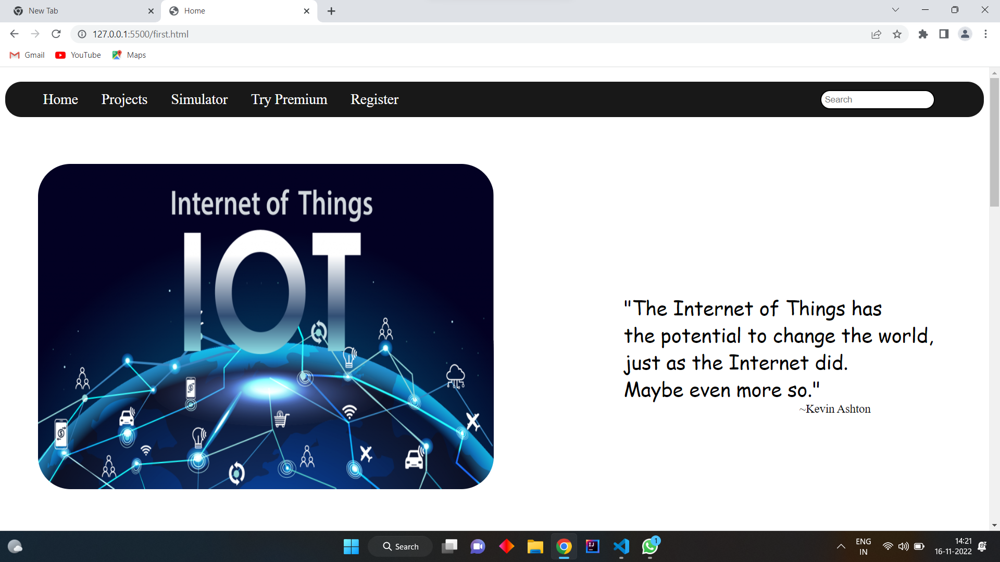 New Tab
Home
127.0.0.1:5500/first.html
Gmail YouTube Maps
Home Projects Simulator Try Premium Register Search
Internet of Things
IOT
"The Internet of Things has
the potential to change the world,
just as the Internet did.
Maybe even more so."
~Kevin Ashton
Search
IJ
1
ENG
IN
14:21
16-11-2022